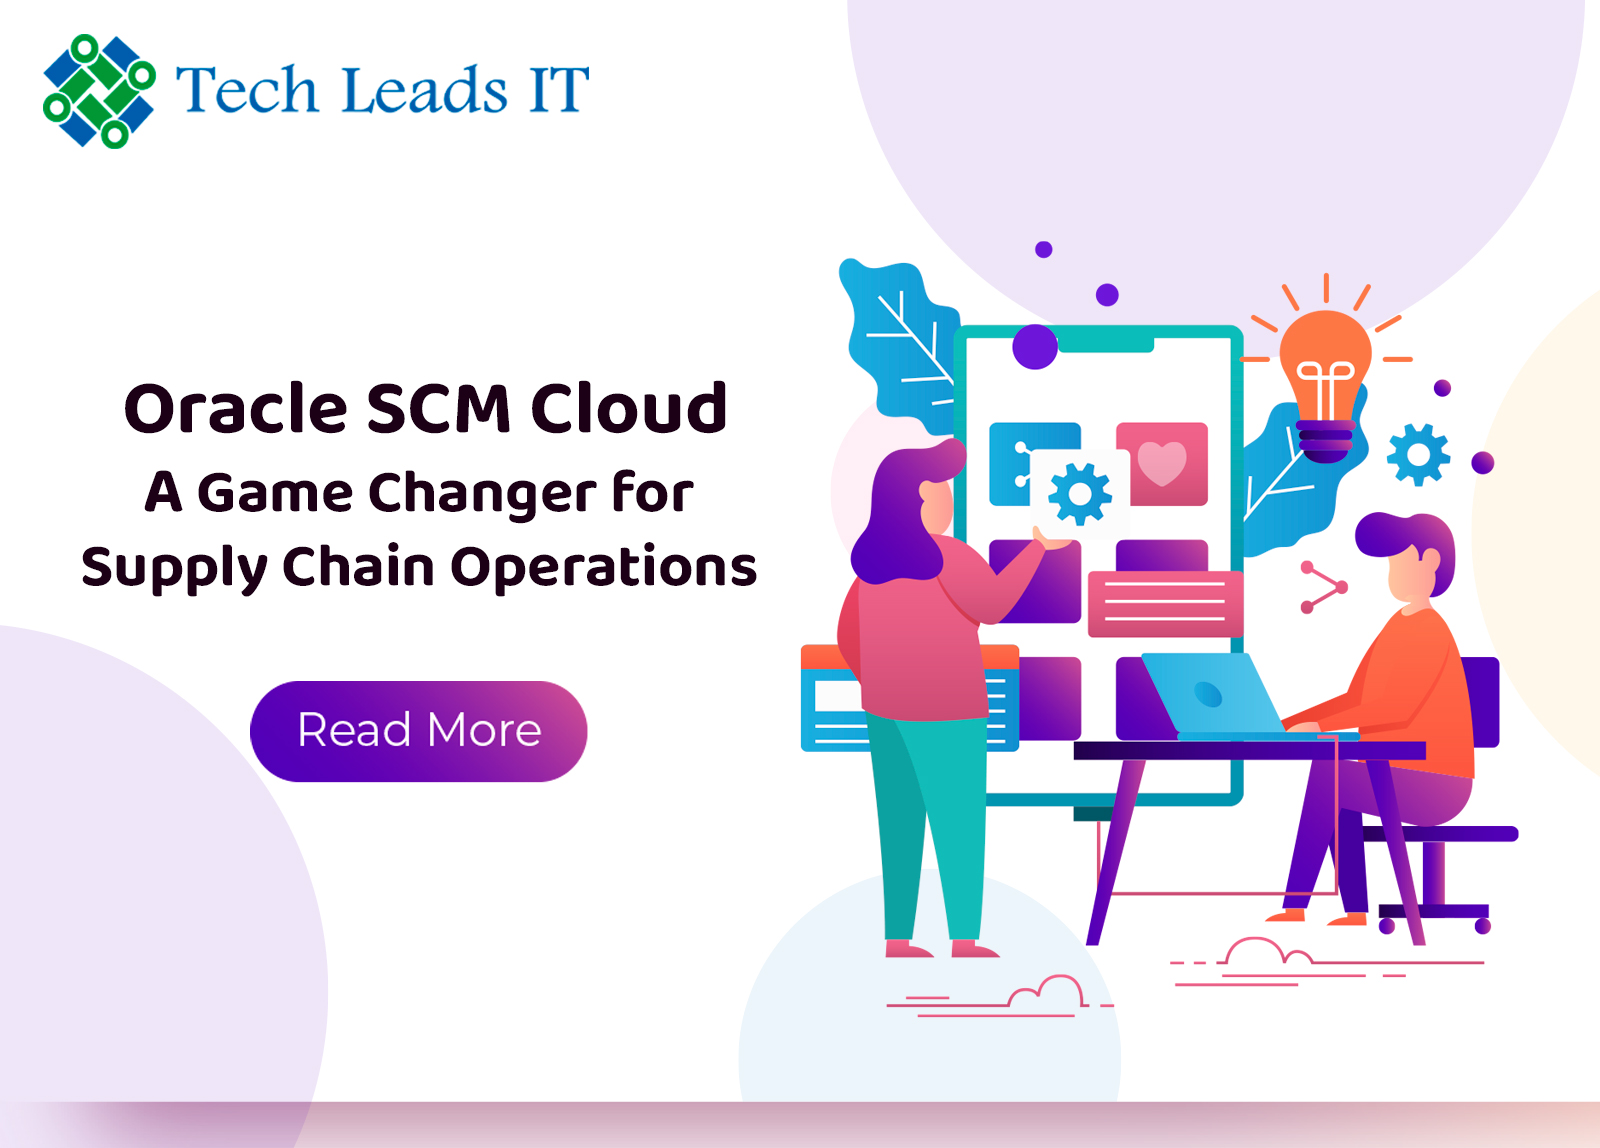 Tech Leads IT
Oracle SCM Cloud
A Game Changer for
Supply Chain Operations
Read More